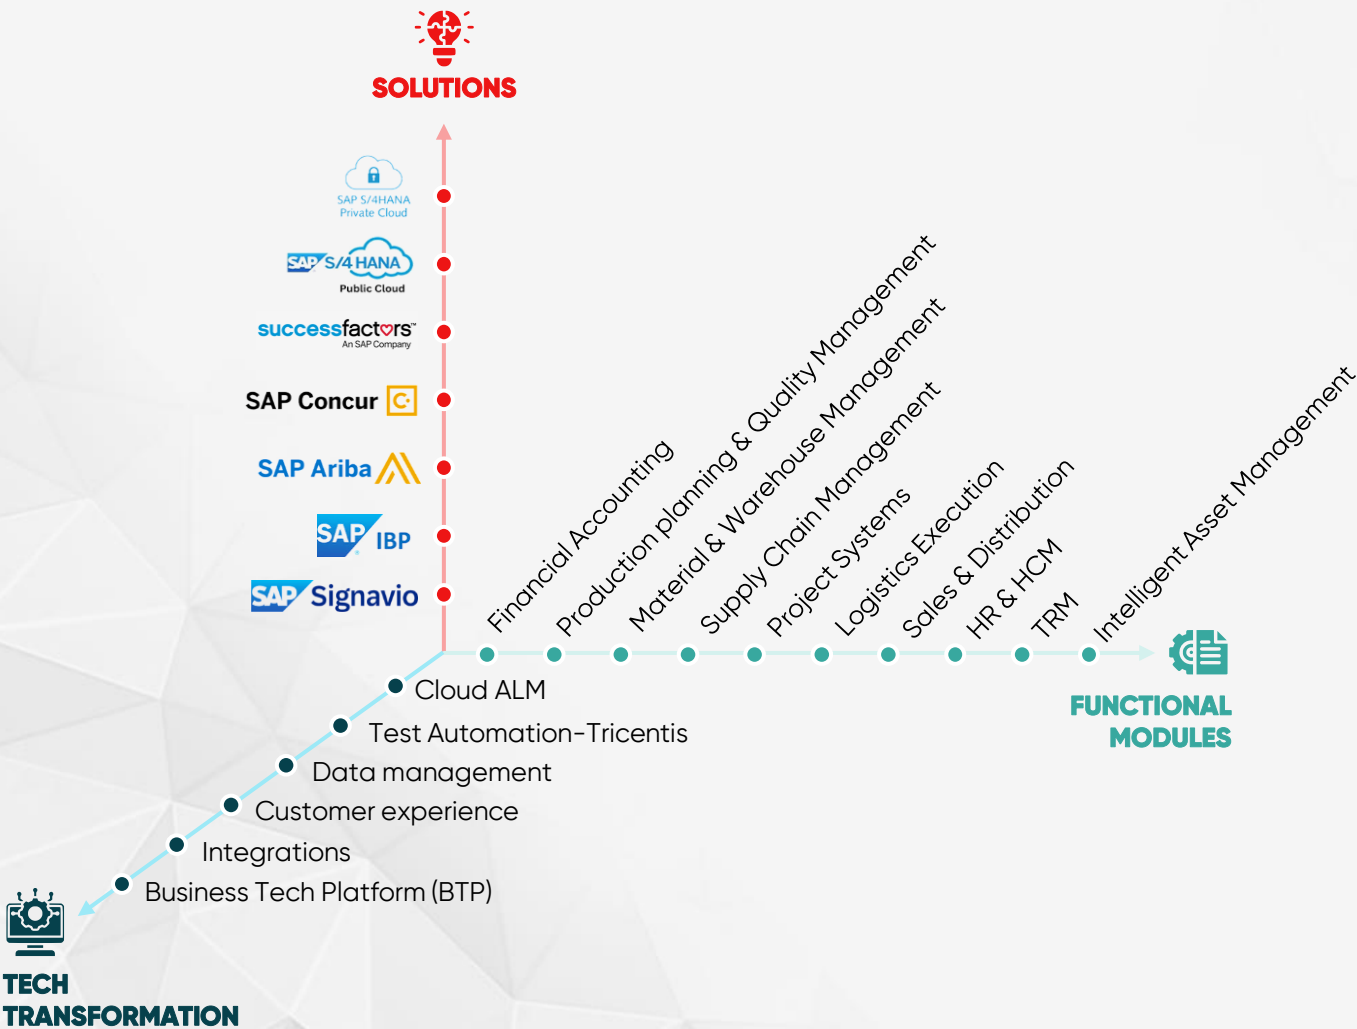 SOLUTIONS
SAP S/4HANA
Private Cloud
SAP S/4 HANA
Public Cloud
successfactors™
An SAP Company
SAP Concur C
SAP Ariba
SAP IBP
SAP Signavio
Financial Accounting
Production planning & Quality Management
Material & Warehouse Management
Supply Chain Management
Project Systems
Logistics Execution
Sales & Distribution
HR & HCM
TRM
Intelligent Asset Management
FUNCTIONAL
MODULES
Cloud ALM
Test Automation-Tricentis
Data management
Customer experience
Integrations
Business Tech Platform (BTP)
TECH
TRANSFORMATION